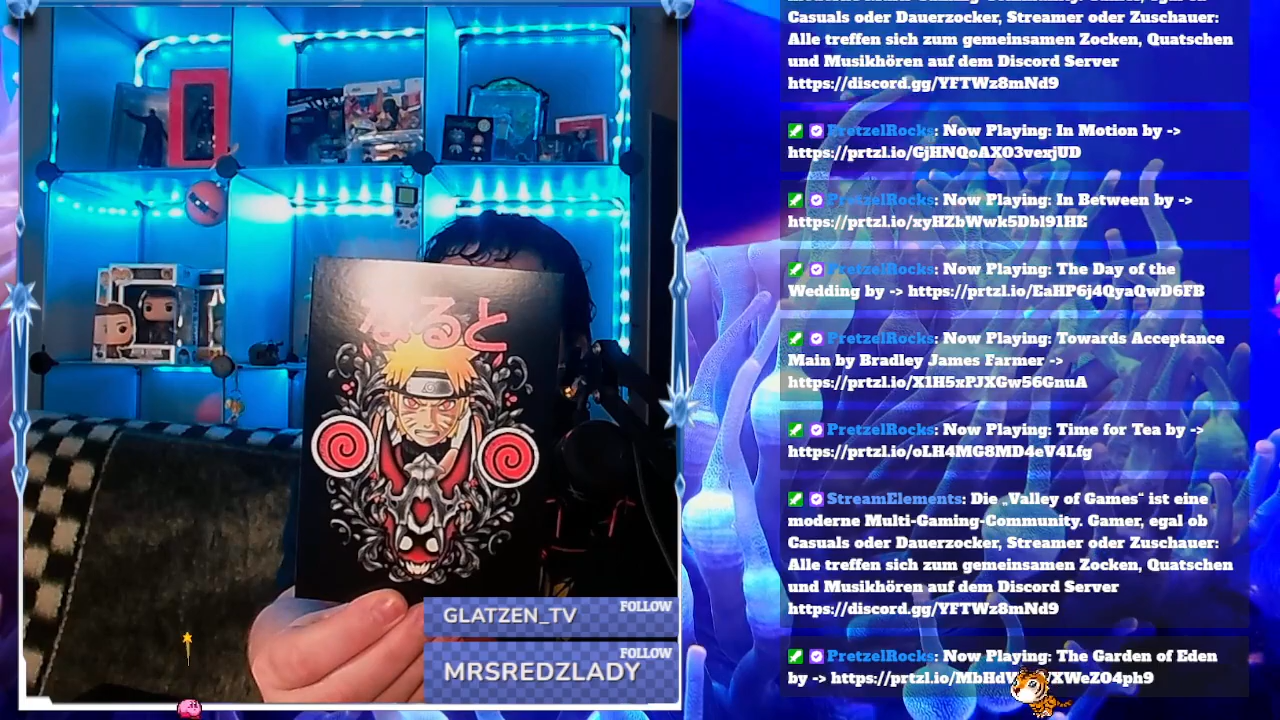 なると
GLATZEN_TV
FOLLOW
MRSREDZLADY
FOLLOW
Casuals oder Dauerzocker, Streamer oder Zuschauer:
Alle treffen sich zum gemeinsamen Zocken, Quatschen
und Musikhören auf dem Discord Server
https://discord.gg/YFTWz8mNd9
PretzelRocks: Now Playing: In Motion by ->
https://prtzl.io/GjHNQoAXO3vexjUD
PretzelRocks: Now Playing: In Between by ->
https://prtzl.io/xyHZbWwk5Dbl91HE
PretzelRocks: Now Playing: The Day of the
Wedding by -> https://prtzl.io/EaHP6j4QyaQwD6FB
PretzelRocks: Now Playing: Towards Acceptance
Main by Bradley James Farmer ->
https://prtzl.io/X1H5xPJXGw56GnuA
PretzelRocks: Now Playing: Time for Tea by ->
https://prtzl.io/oLH4MG8MD4eV4Lfg
StreamElements: Die „Valley of Games“ ist eine
moderne Multi-Gaming-Community. Gamer, egal ob
Casuals oder Dauerzocker, Streamer oder Zuschauer:
Alle treffen sich zum gemeinsamen Zocken, Quatschen
und Musikhören auf dem Discord Server
https://discord.gg/YFTWz8mNd9
PretzelRocks: Now Playing: The Garden of Eden
by ->